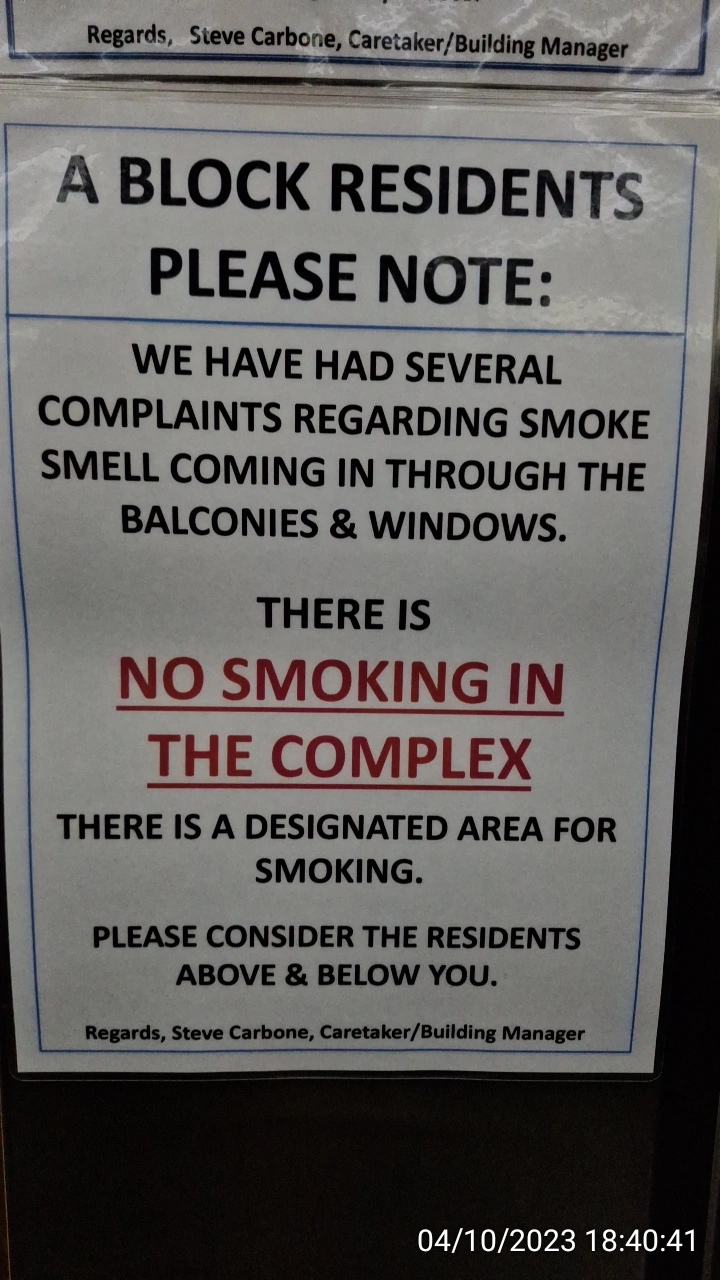 Regards, Steve Carbone, Caretaker/Building Manager
A BLOCK RESIDENTS
PLEASE NOTE:
WE HAVE HAD SEVERAL
COMPLAINTS REGARDING SMOKE
SMELL COMING IN THROUGH THE
BALCONIES & WINDOWS.
THERE IS
NO SMOKING IN
THE COMPLEX
THERE IS A DESIGNATED AREA FOR
SMOKING.
PLEASE CONSIDER THE RESIDENTS
ABOVE & BELOW YOU.
Regards, Steve Carbone, Caretaker/Building Manager
04/10/2023 18:40:41